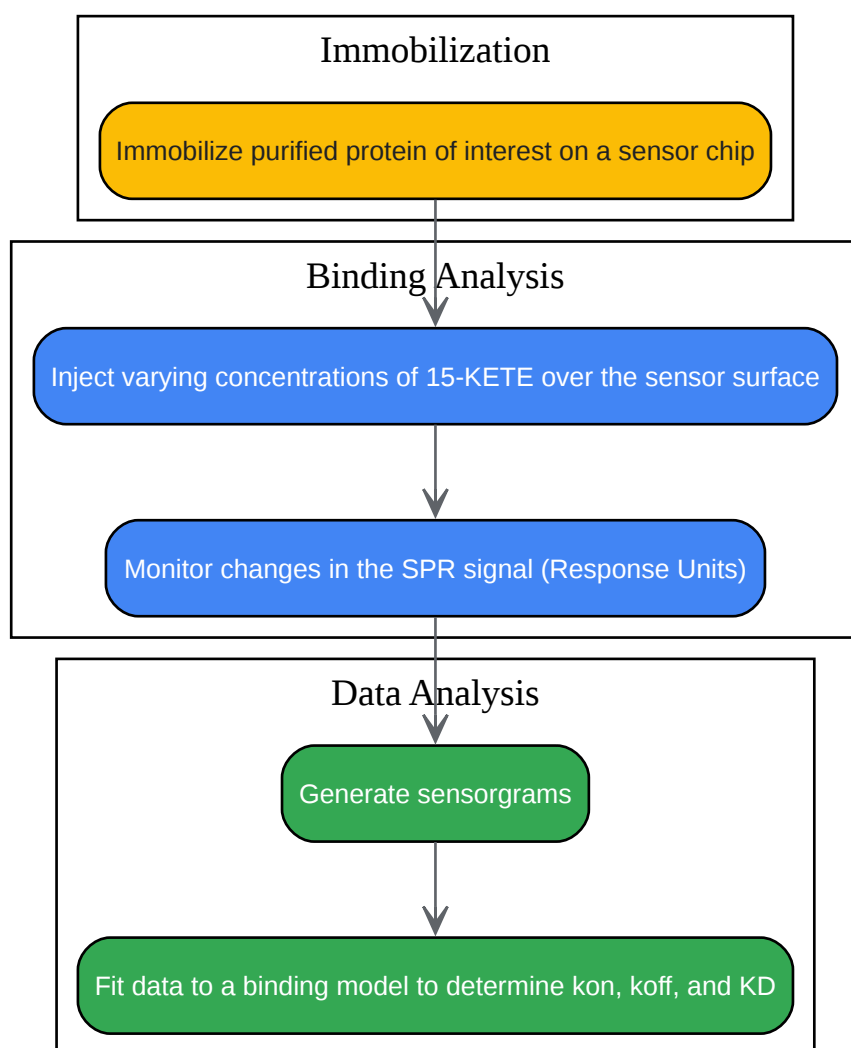 Immobilization
Immobilize purified protein of interest on a sensor chip
Binding Analysis
Inject varying concentrations of 15-KETE over the sensor surface
Monitor changes in the SPR signal (Response Units)
Data Analysis
Generate sensorgrams
Fit data to a binding model to determine kon, koff, and KD